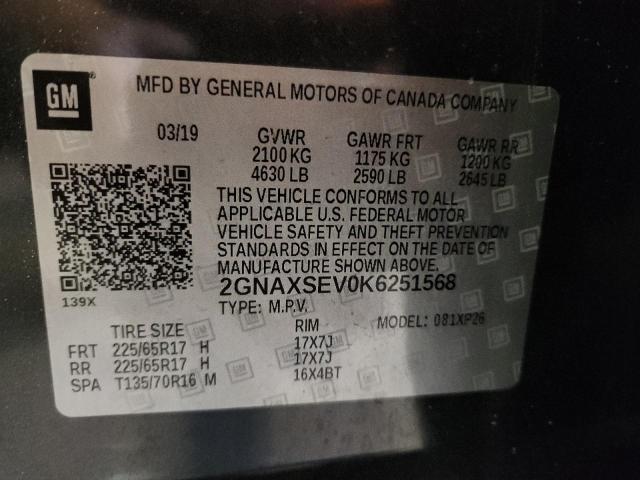 GM
MFD BY GENERAL MOTORS OF CANADA COMPANY
03/19 GVWR GAWR FRT GAWR RR
2100 KG 1175 KG 1200 KG
4630 LB 2590 LB 2645 LB
THIS VEHICLE CONFORMS TO ALL
APPLICABLE U.S. FEDERAL MOTOR
VEHICLE SAFETY AND THEFT PREVENTION
STANDARDS IN EFFECT ON THE DATE OF
MANUFACTURE SHOWN ABOVE.
139X
2GNAXSEV0K6251568
TYPE: M.P.V. MODEL: 081XP26
TIRE SIZE RIM
FRT 225/65R17 H 17X7J
RR 225/65R17 H 17X7J
SPA T135/70R16 M 16X4BT